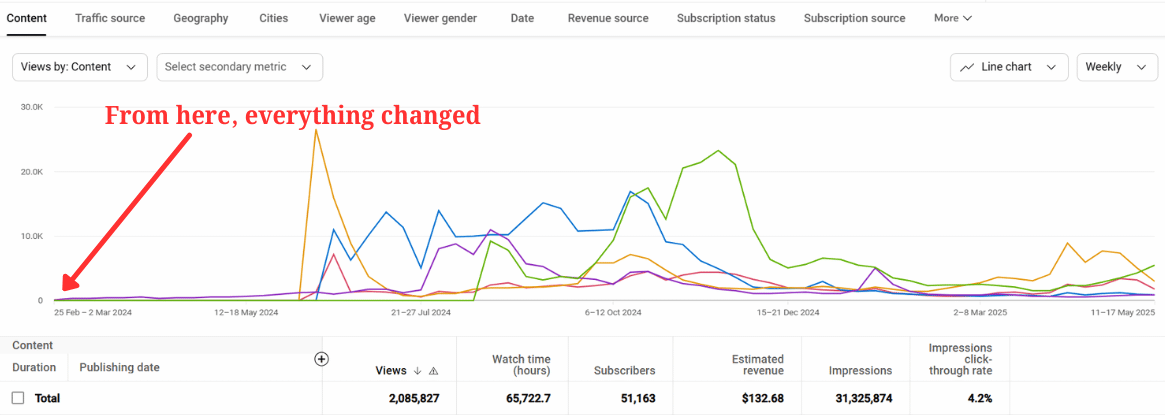 Content Traffic source Geography Cities Viewer age Viewer gender Date Revenue source Subscription status Subscription source More
Views by: Content Select secondary metric Line chart Weekly
30.0K
From here, everything changed
20.0K
10.0K
0
25 Feb – 2 Mar 2024 12–18 May 2024 21–27 Jul 2024 6–12 Oct 2024 15–21 Dec 2024 2–8 Mar 2025 11–17 May 2025
Content
Duration Publishing date
Views
Watch time
(hours)
Subscribers
Estimated
revenue
Impressions
Impressions
click-
through rate
Total 2,085,827 65,722.7 51,163 $132.68 31,325,874 4.2%